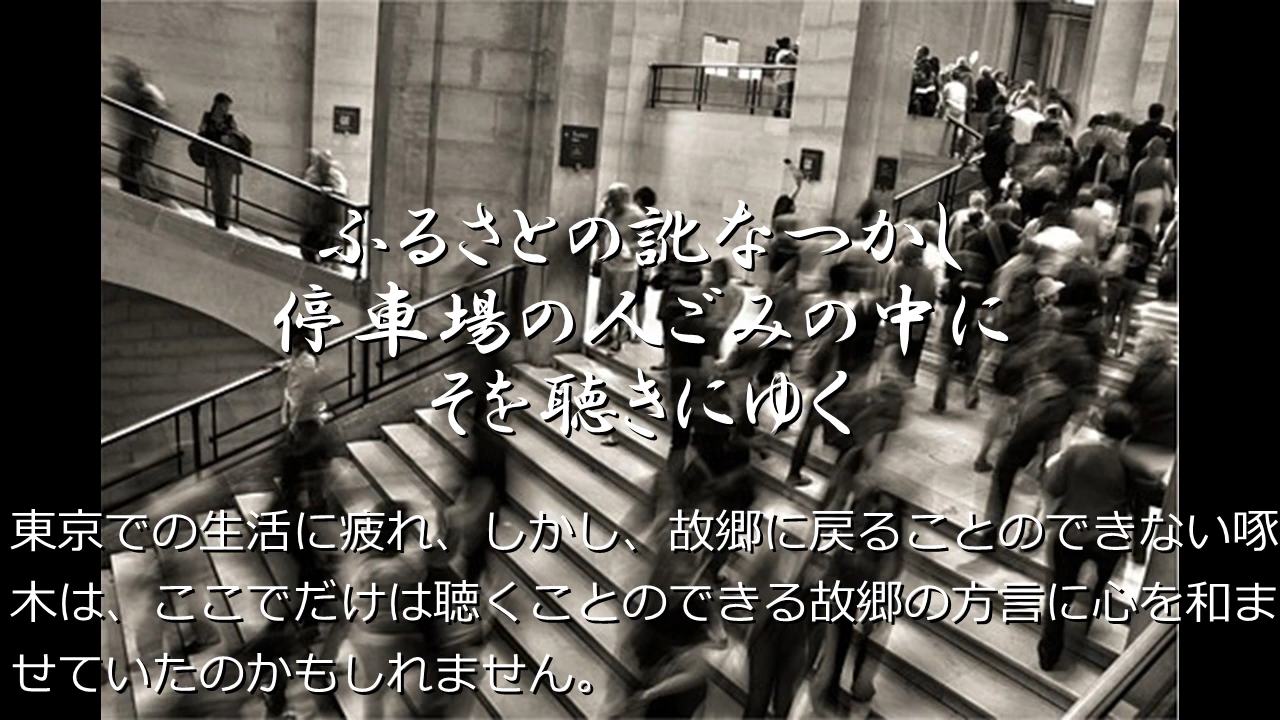 ふるさとの訛なつかし
停車場の人ごみの中に
そを聴きにゆく
東京での生活に疲れ、しかし、故郷に戻ることのできない啄
木は、ここでだけは聴くことのできる故郷の方言に心を和ま
せていたのかもしれません。